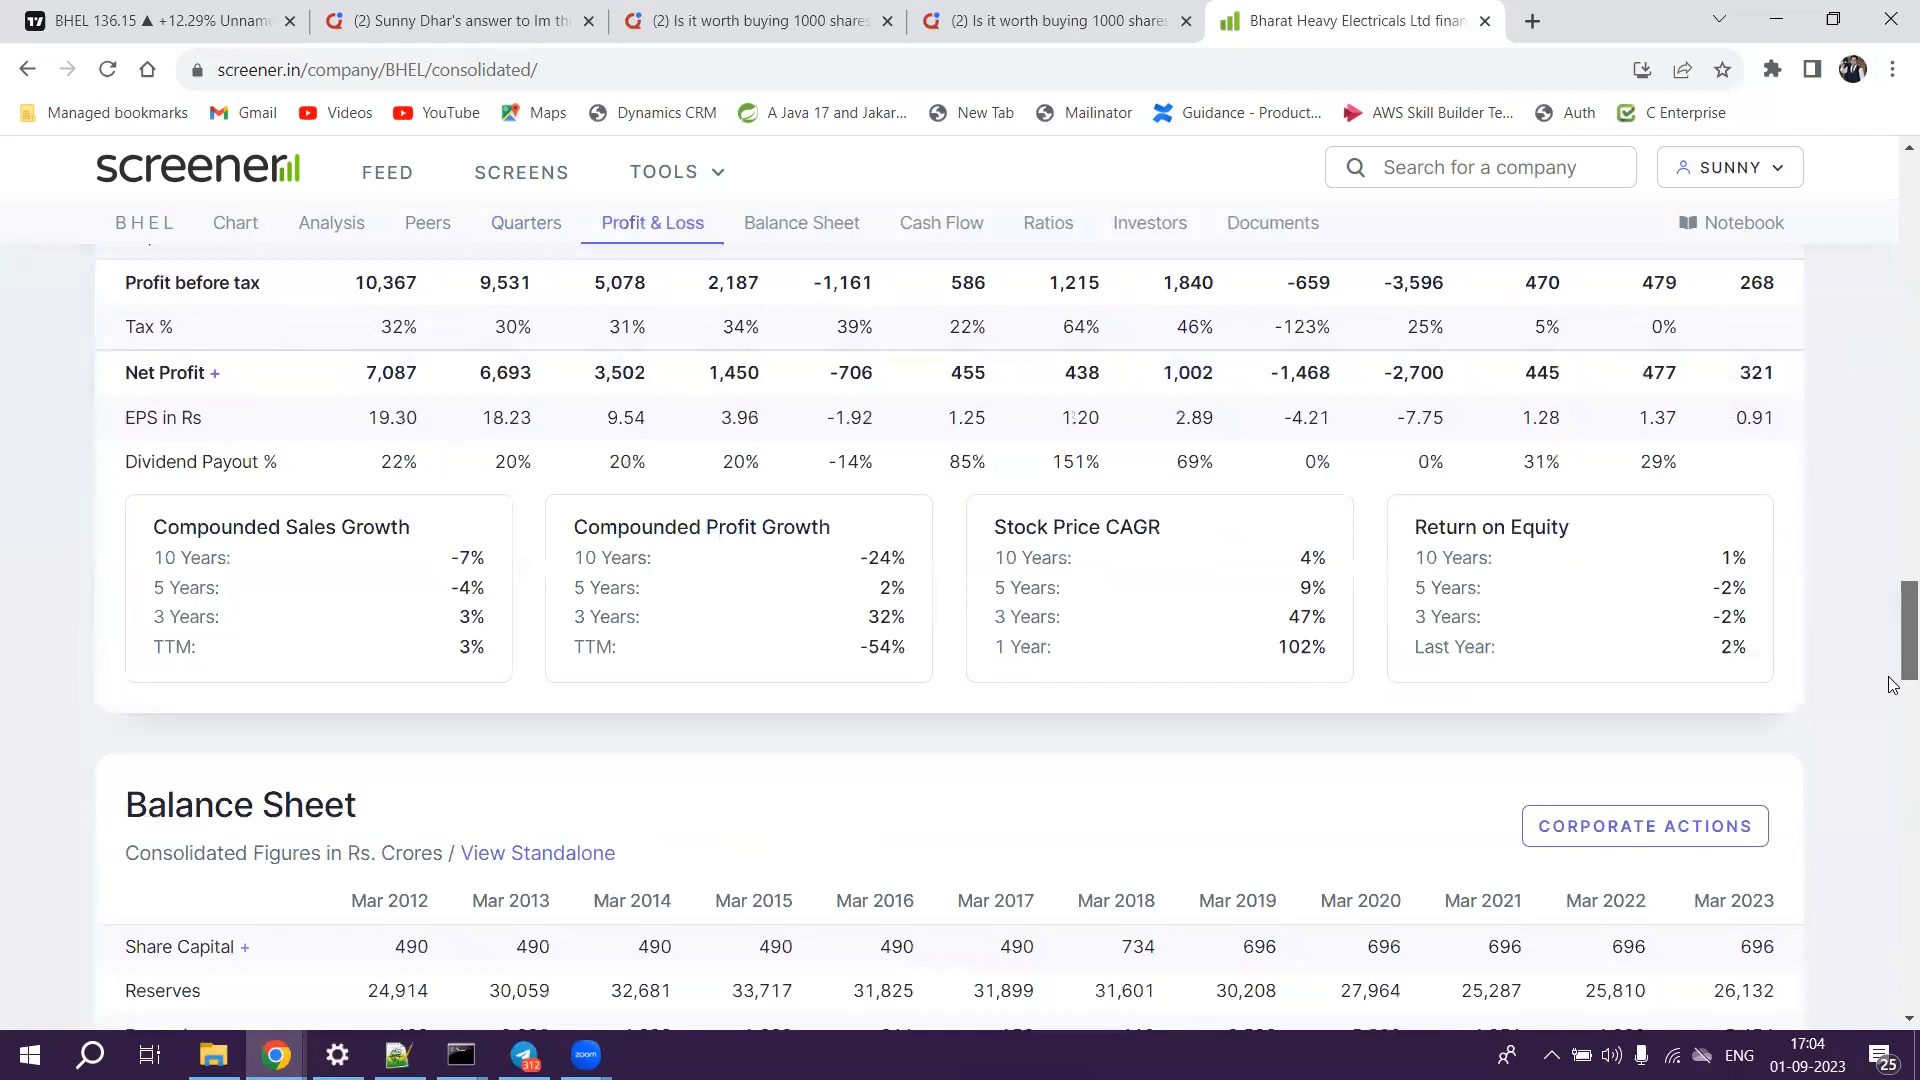 BHEL 136.15 ▲ +12.29% Unname
(2) Sunny Dhar's answer to Im thi
(2) Is it worth buying 1000 shares
(2) Is it worth buying 1000 shares
Bharat Heavy Electricals Ltd finan
screener.in/company/BHEL/consolidated/
Managed bookmarks Gmail Videos YouTube Maps Dynamics CRM A Java 17 and Jakar... New Tab Mailinator Guidance - Product... AWS Skill Builder Te... Auth C Enterprise
screener FEED SCREENS TOOLS Search for a company SUNNY
BHEL Chart Analysis Peers Quarters Profit & Loss Balance Sheet Cash Flow Ratios Investors Documents Notebook
Profit before tax 10,367 9,531 5,078 2,187 -1,161 586 1,215 1,840 -659 -3,596 470 479 268
Tax % 32% 30% 31% 34% 39% 22% 64% 46% -123% 25% 5% 0%
Net Profit + 7,087 6,693 3,502 1,450 -706 455 438 1,002 -1,468 -2,700 445 477 321
EPS in Rs 19.30 18.23 9.54 3.96 -1.92 1.25 1.20 2.89 -4.21 -7.75 1.28 1.37 0.91
Dividend Payout % 22% 20% 20% 20% -14% 85% 151% 69% 0% 0% 31% 29%
Compounded Sales Growth
10 Years: -7%
5 Years: -4%
3 Years: 3%
TTM: 3%
Compounded Profit Growth
10 Years: -24%
5 Years: 2%
3 Years: 32%
TTM: -54%
Stock Price CAGR
10 Years: 4%
5 Years: 9%
3 Years: 47%
1 Year: 102%
Return on Equity
10 Years: 1%
5 Years: -2%
3 Years: -2%
Last Year: 2%
Balance Sheet
CORPORATE ACTIONS
Consolidated Figures in Rs. Crores / View Standalone
Mar 2012 Mar 2013 Mar 2014 Mar 2015 Mar 2016 Mar 2017 Mar 2018 Mar 2019 Mar 2020 Mar 2021 Mar 2022 Mar 2023
Share Capital + 490 490 490 490 490 490 734 696 696 696 696 696
Reserves 24,914 30,059 32,681 33,717 31,825 31,899 31,601 30,208 27,964 25,287 25,810 26,132
312
zoom
ENG
17:04
01-09-2023
25